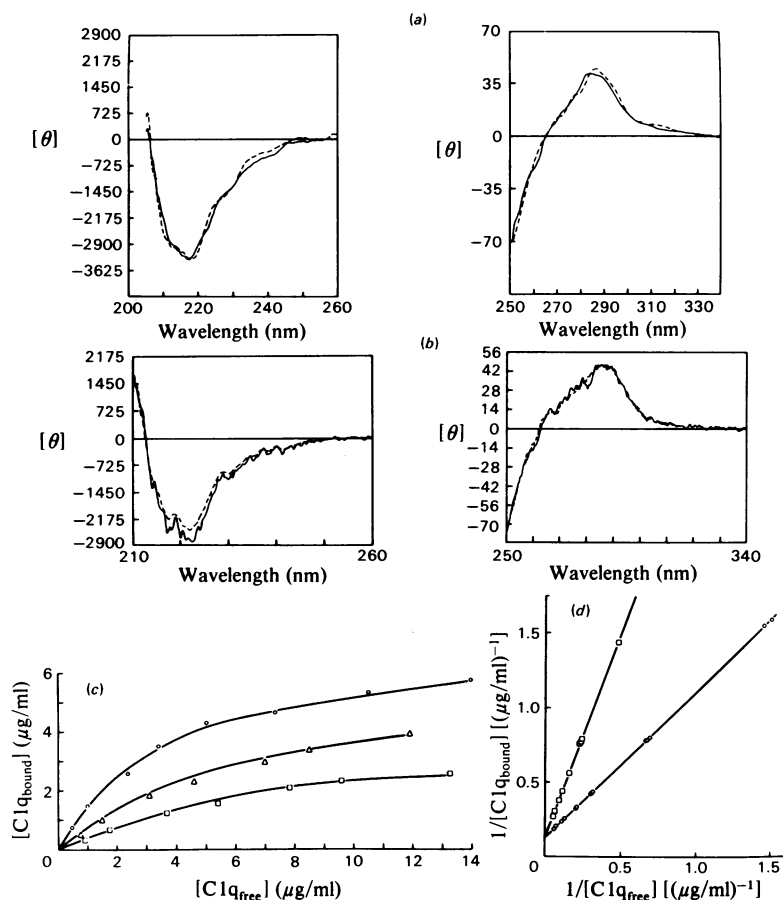 (a)
2900
2175
1450
725
0
−725
−1450
−2175
−2900
−3625
[θ]
200 220 240 260
Wavelength (nm)
70
35
0
−35
−70
[θ]
250 270 290 310 330
Wavelength (nm)
(b)
2175
1450
725
0
−725
−1450
−2175
−2900
[θ]
210 260
Wavelength (nm)
56
42
28
14
0
−14
−28
−42
−56
−70
[θ]
250 340
Wavelength (nm)
(c)
6
4
2
[C1qbound] (μg/ml)
0 2 4 6 8 10 12 14
[C1qfree] (μg/ml)
(d)
1.5
1.0
0.5
0
1/[C1qbound] [(μg/ml)−1]
0 0.5 1.0 1.5
1/[C1qfree] [(μg/ml)−1]